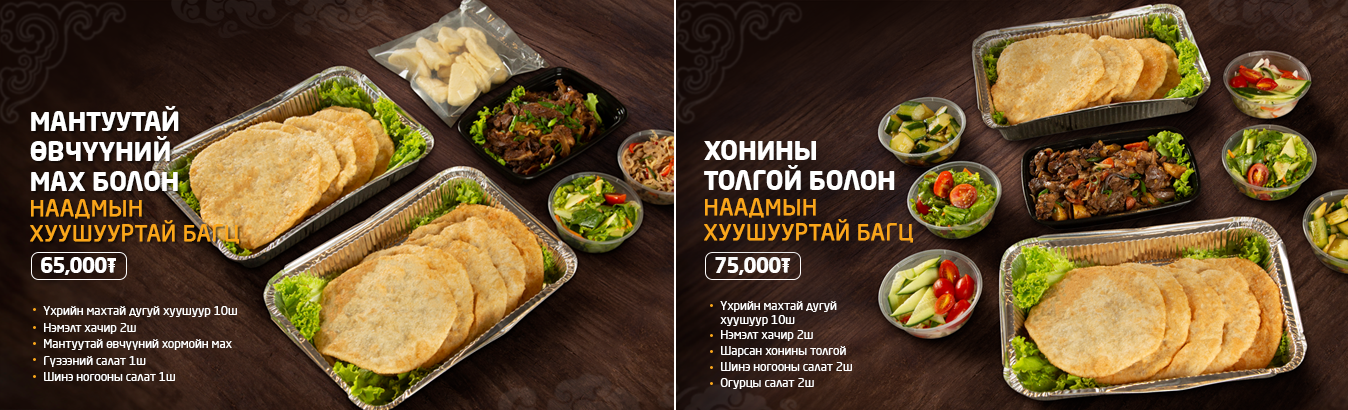 МАНТУУТАЙ
ӨВЧҮҮНИЙ
МАХ БОЛОН
НААДМЫН
ХУУШУУРТАЙ БАГЦ
65,000₮
• Үхрийн махтай дугуй хуушуур 10ш
• Нэмэлт хачир 2ш
• Мантуутай өвчүүний хормойн мах
• Гүзээний салат 1ш
• Шинэ ногооны салат 1ш
ХОНИНЫ
ТОЛГОЙ БОЛОН
НААДМЫН
ХУУШУУРТАЙ БАГЦ
75,000₮
• Үхрийн махтай дугуй
хуушуур 10ш
• Нэмэлт хачир 2ш
• Шарсан хонины толгой
• Шинэ ногооны салат 2ш
• Огурцы салат 2ш